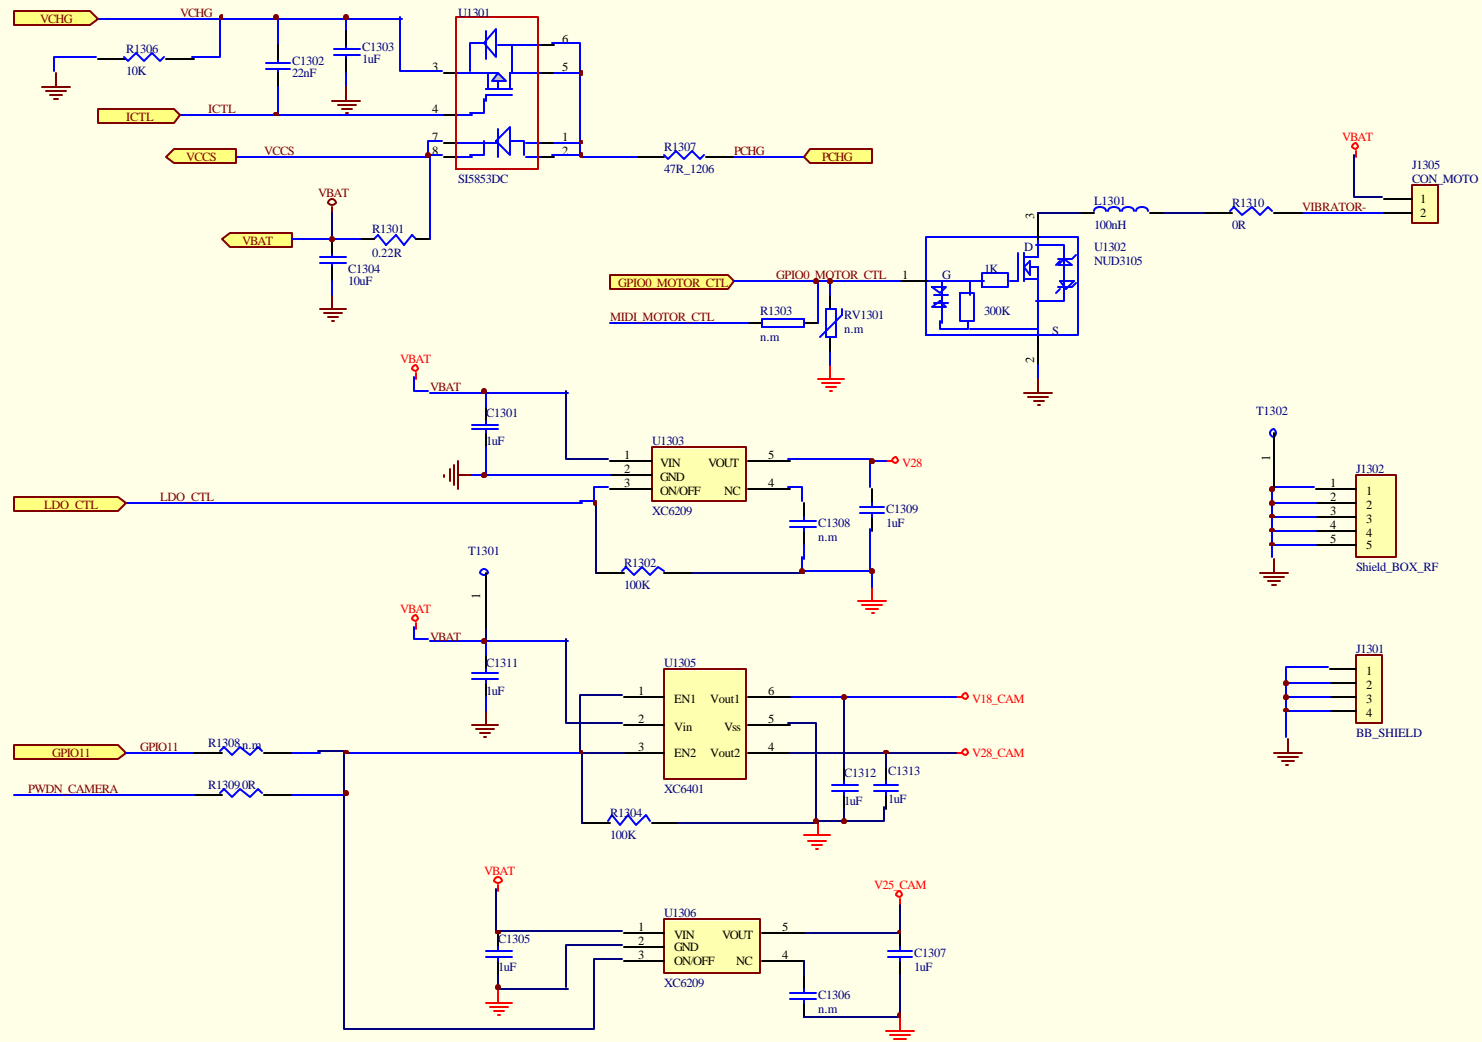 VCHG
VCHG
R1306
10K
C1302
22nF
C1303
1uF
U1301
3
4
7
8
6
5
1
2
SI5853DC
ICTL
ICTL
VCCS
VCCS
R1307
47R_1206
PCHG
PCHG
VBAT
VBAT
R1301
0.22R
C1304
10uF
VBAT
J1305
CON_MOTO
1
2
L1301
100nH
R1310
0R
VIBRATOR-
3
U1302
NUD3105
D
G
1K
300K
S
1
2
GPIO0_MOTOR_CTL
GPIO0_MOTOR_CTL
MIDI_MOTOR_CTL
R1303
n.m
RV1301
n.m
VBAT
VBAT
C1301
1uF
U1303
1
2
3
VIN
GND
ON/OFF
VOUT
NC
5
4
XC6209
V28
C1308
n.m
C1309
1uF
LDO_CTL
LDO_CTL
R1302
100K
T1302
1
J1302
1
2
3
4
5
1
2
3
4
5
Shield_BOX_RF
T1301
1
VBAT
VBAT
C1311
1uF
U1305
1
2
3
EN1
Vin
EN2
Vout1
Vss
Vout2
6
5
4
XC6401
V18_CAM
V28_CAM
C1312
1uF
C1313
1uF
J1301
1
2
3
4
BB_SHIELD
GPIO11
GPIO11
R1308 n.m
PWDN_CAMERA
R1309 0R
R1304
100K
VBAT
C1305
1uF
U1306
1
2
3
VIN
GND
ON/OFF
VOUT
NC
5
4
XC6209
V25_CAM
C1307
1uF
C1306
n.m